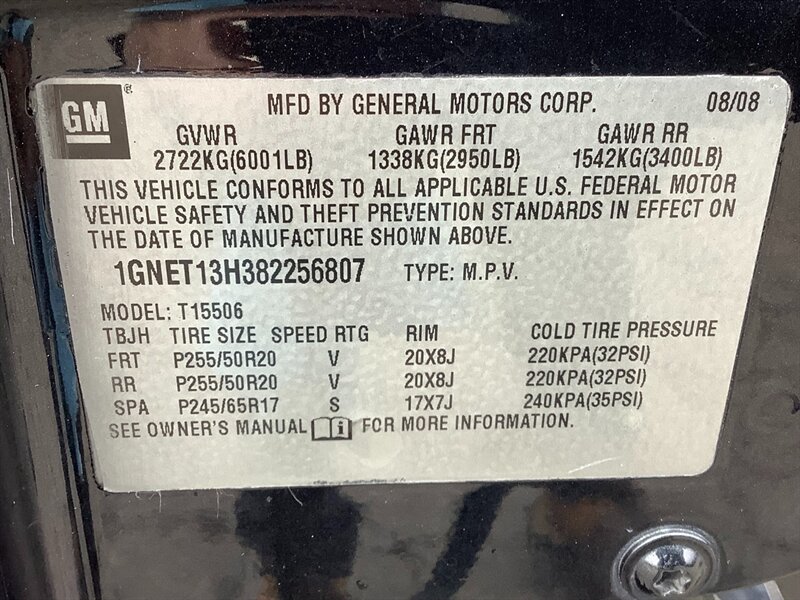 GM ®
MFD BY GENERAL MOTORS CORP. 08/08
GVWR GAWR FRT GAWR RR
2722KG(6001LB) 1338KG(2950LB) 1542KG(3400LB)
THIS VEHICLE CONFORMS TO ALL APPLICABLE U.S. FEDERAL MOTOR
VEHICLE SAFETY AND THEFT PREVENTION STANDARDS IN EFFECT ON
THE DATE OF MANUFACTURE SHOWN ABOVE.
1GNET13H382256807 TYPE: M.P.V.
MODEL: T15506
TBJH TIRE SIZE SPEED RTG RIM COLD TIRE PRESSURE
FRT P255/50R20 V 20X8J 220KPA(32PSI)
RR P255/50R20 V 20X8J 220KPA(32PSI)
SPA P245/65R17 S 17X7J 240KPA(35PSI)
SEE OWNER'S MANUAL i FOR MORE INFORMATION.